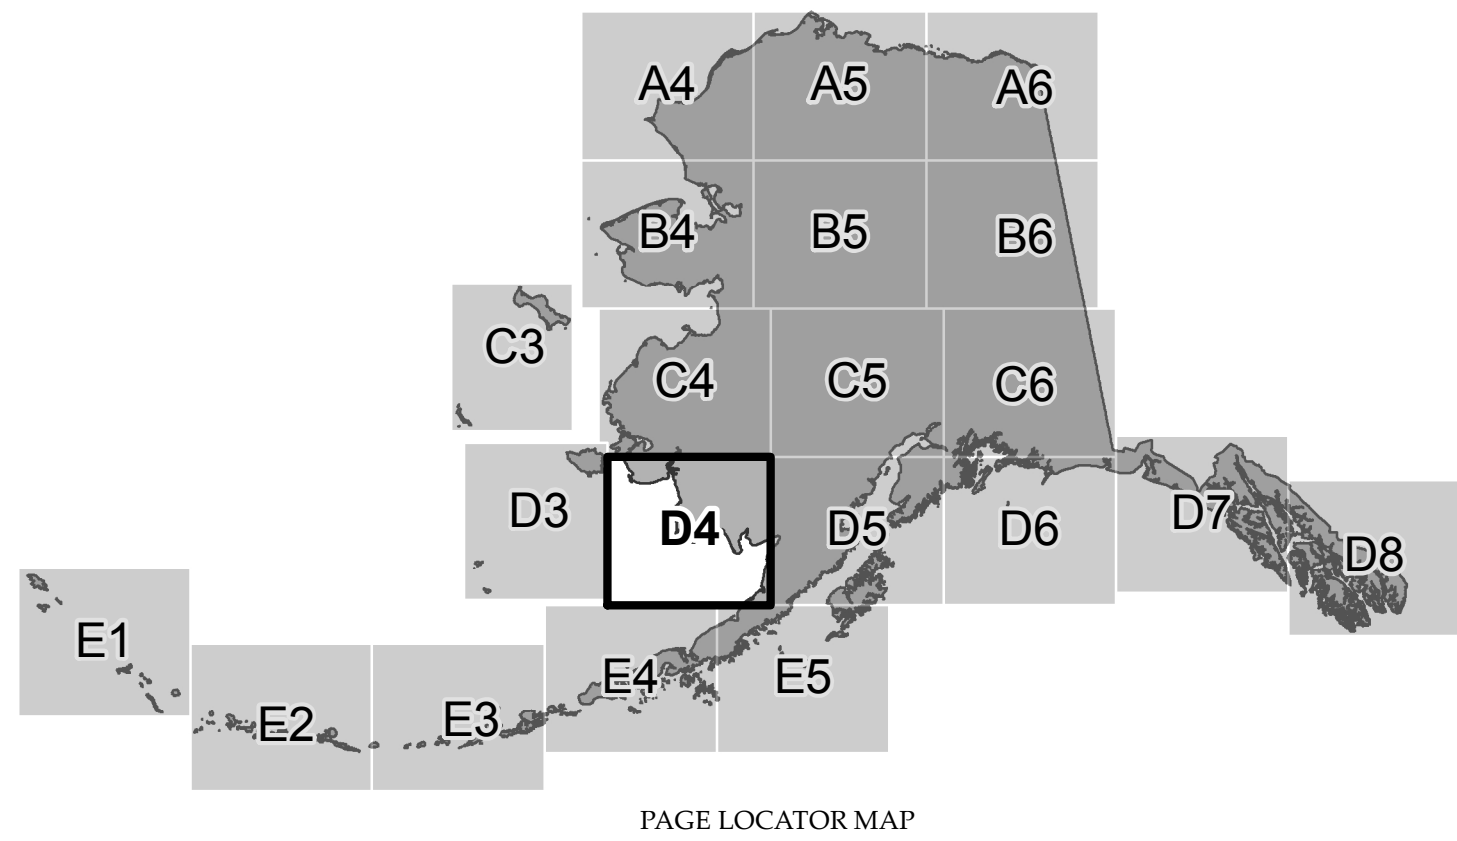 A4 A5 A6
B4 B5 B6
C3 C4 C5 C6
D3 D4 D5 D6 D7 D8
E1 E2 E3 E4 E5
PAGE LOCATOR MAP